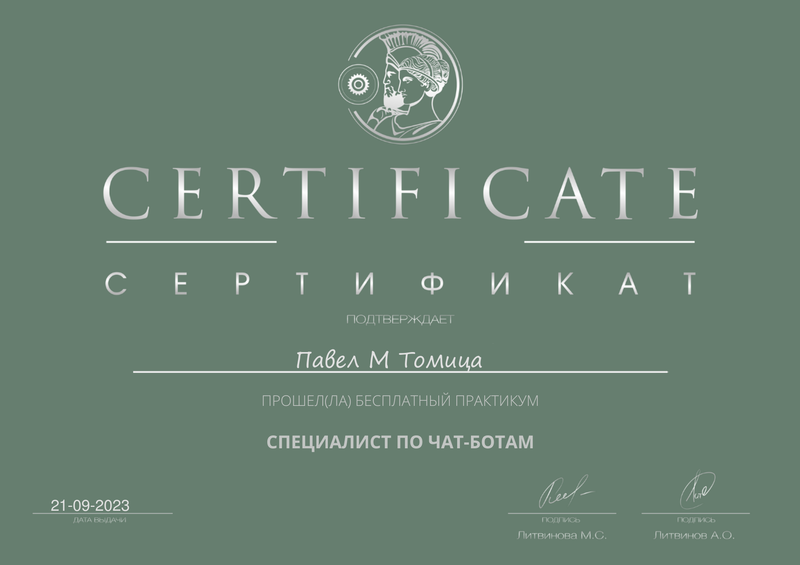 CERTIFICATE
СЕРТИФИКАТ
ПОДТВЕРЖДАЕТ
Павел М Томица
ПРОШЕЛ(ЛА) БЕСПЛАТНЫЙ ПРАКТИКУМ
СПЕЦИАЛИСТ ПО ЧАТ-БОТАМ
21-09-2023
ДАТА ВЫДАЧИ
ПОДПИСЬ
Литвинова М.С.
ПОДПИСЬ
Литвинов А.О.